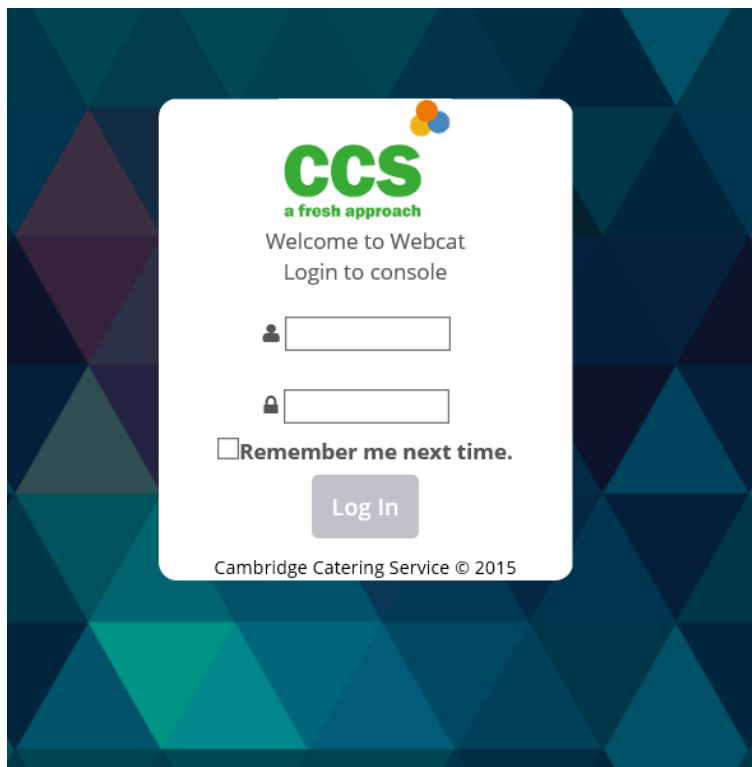 CCS
a fresh approach
Welcome to Webcat
Login to console
Remember me next time.
Log In
Cambridge Catering Service © 2015